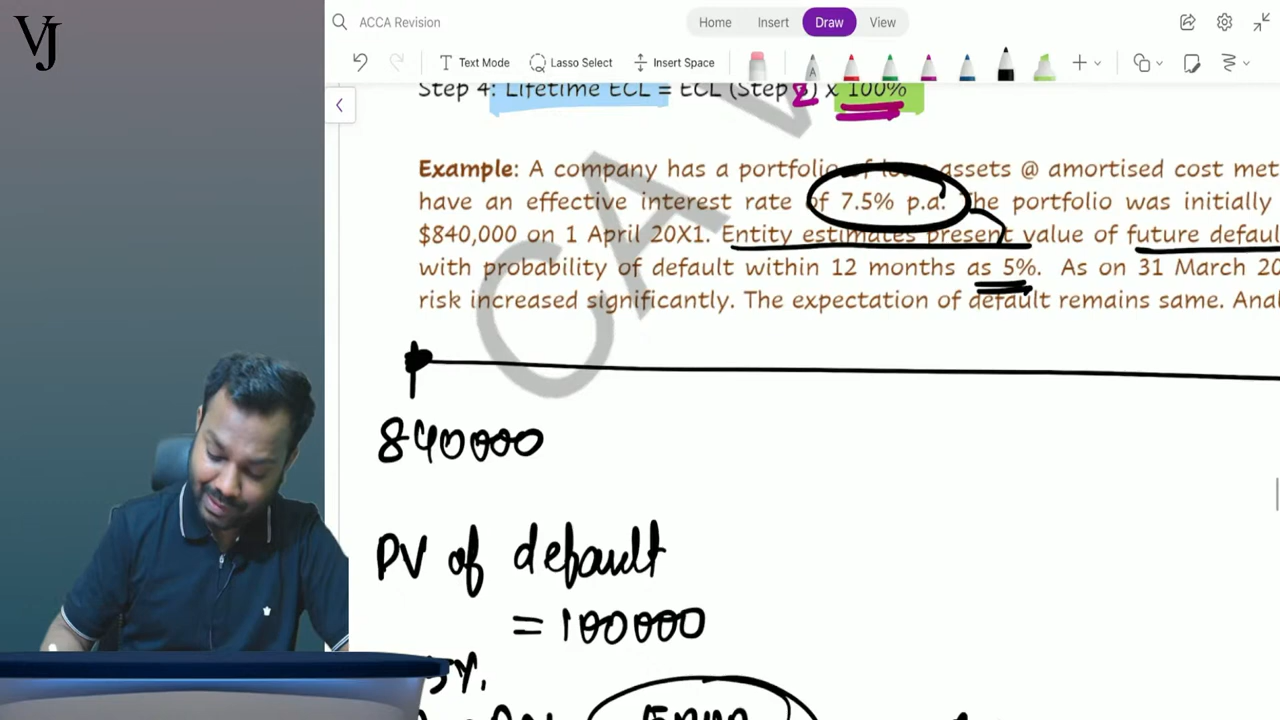 VJ
ACCA Revision
Home Insert Draw View
Text Mode Lasso Select Insert Space
Step 4: Lifetime ECL = ECL (Step 2) x 100%
Example: A company has a portfolio of loan assets @ amortised cost met
have an effective interest rate of 7.5% p.a. The portfolio was initially
$840,000 on 1 April 20X1. Entity estimates present value of future defaul
with probability of default within 12 months as 5%. As on 31 March 20
risk increased significantly. The expectation of default remains same. Anal
CA V
840000
PV of default
= 100000
5%.